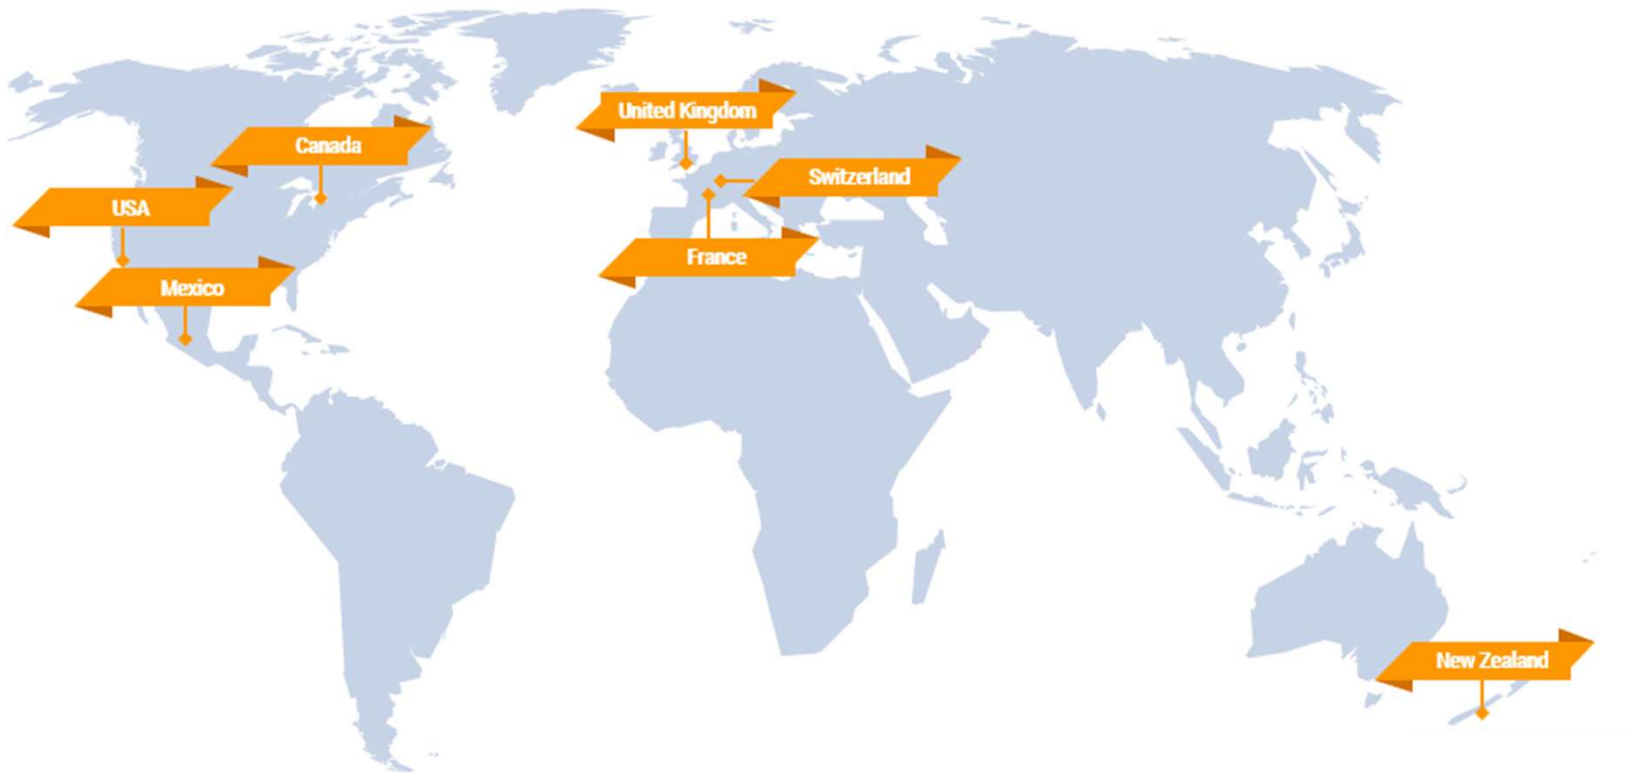 United Kingdom
Canada
Switzerland
USA
France
Mexico
New Zealand